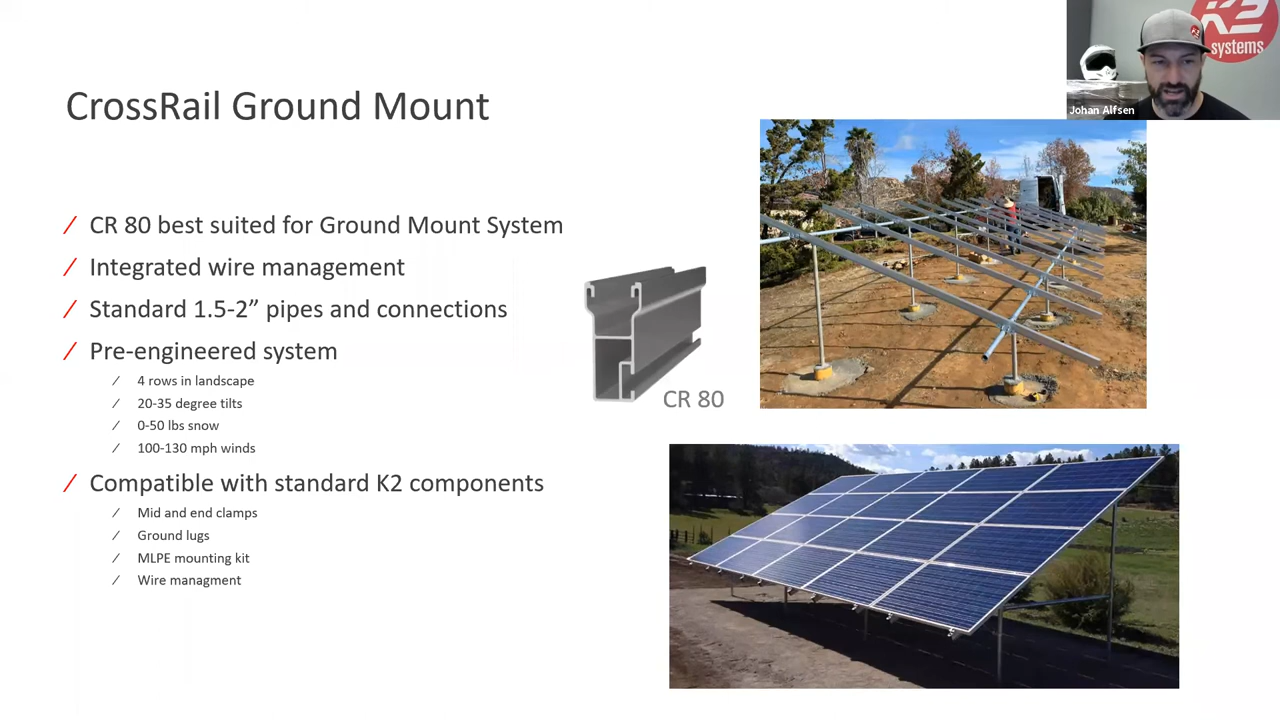 K2
systems
Johan Alfsen
CrossRail Ground Mount
CR 80 best suited for Ground Mount System
Integrated wire management
Standard 1.5-2” pipes and connections
Pre-engineered system
4 rows in landscape
20-35 degree tilts
0-50 lbs snow
100-130 mph winds
Compatible with standard K2 components
Mid and end clamps
Ground lugs
MLPE mounting kit
Wire managment
CR 80